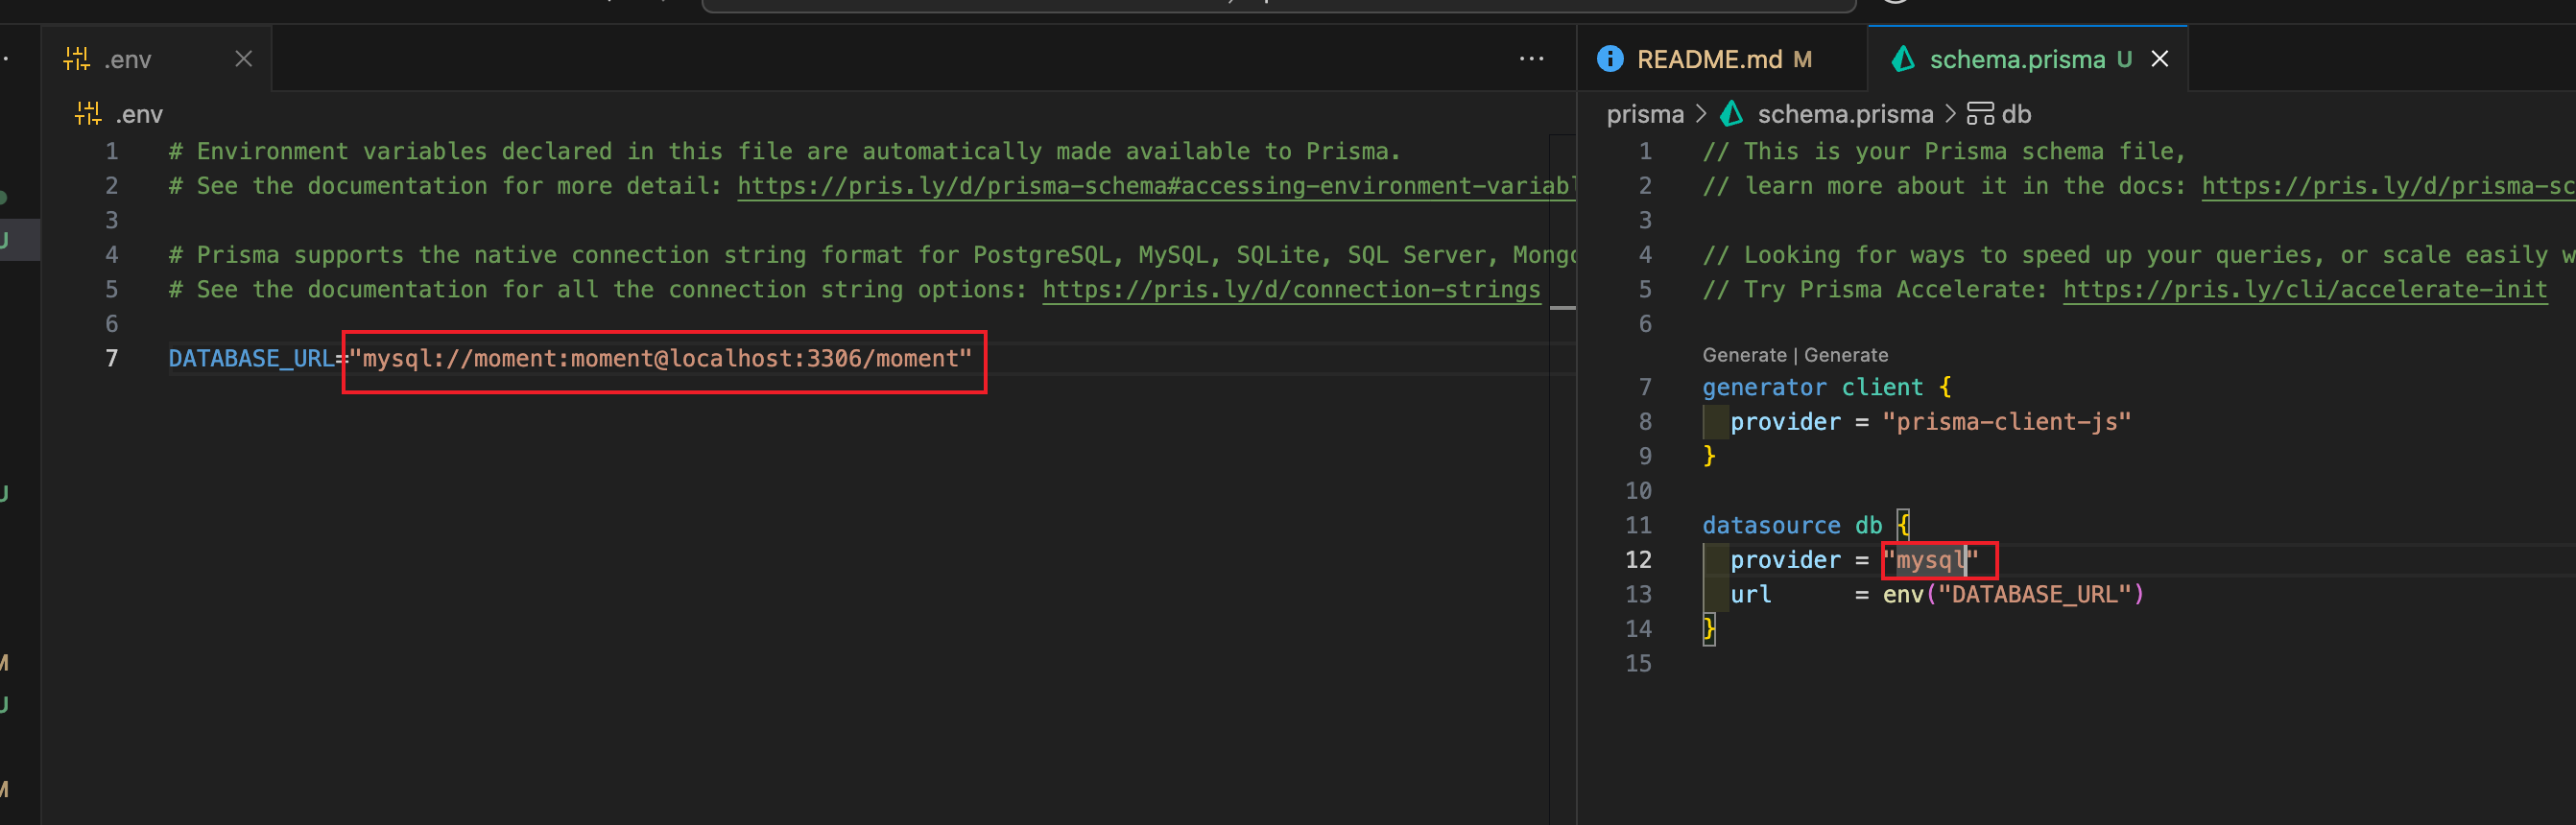 .env
.env
1 # Environment variables declared in this file are automatically made available to Prisma.
2 # See the documentation for more detail: https://pris.ly/d/prisma-schema#accessing-environment-variabl
3
4 # Prisma supports the native connection string format for PostgreSQL, MySQL, SQLite, SQL Server, Mongo
5 # See the documentation for all the connection string options: https://pris.ly/d/connection-strings
6
7 DATABASE_URL="mysql://moment:moment@localhost:3306/moment"
README.md M
schema.prisma U
prisma > schema.prisma > db
1 // This is your Prisma schema file,
2 // learn more about it in the docs: https://pris.ly/d/prisma-sc
3
4 // Looking for ways to speed up your queries, or scale easily w
5 // Try Prisma Accelerate: https://pris.ly/cli/accelerate-init
6
Generate | Generate
7 generator client {
8 provider = "prisma-client-js"
9 }
10
11 datasource db {
12 provider = "mysql"
13 url = env("DATABASE_URL")
14 }
15
U
U
M
U
M